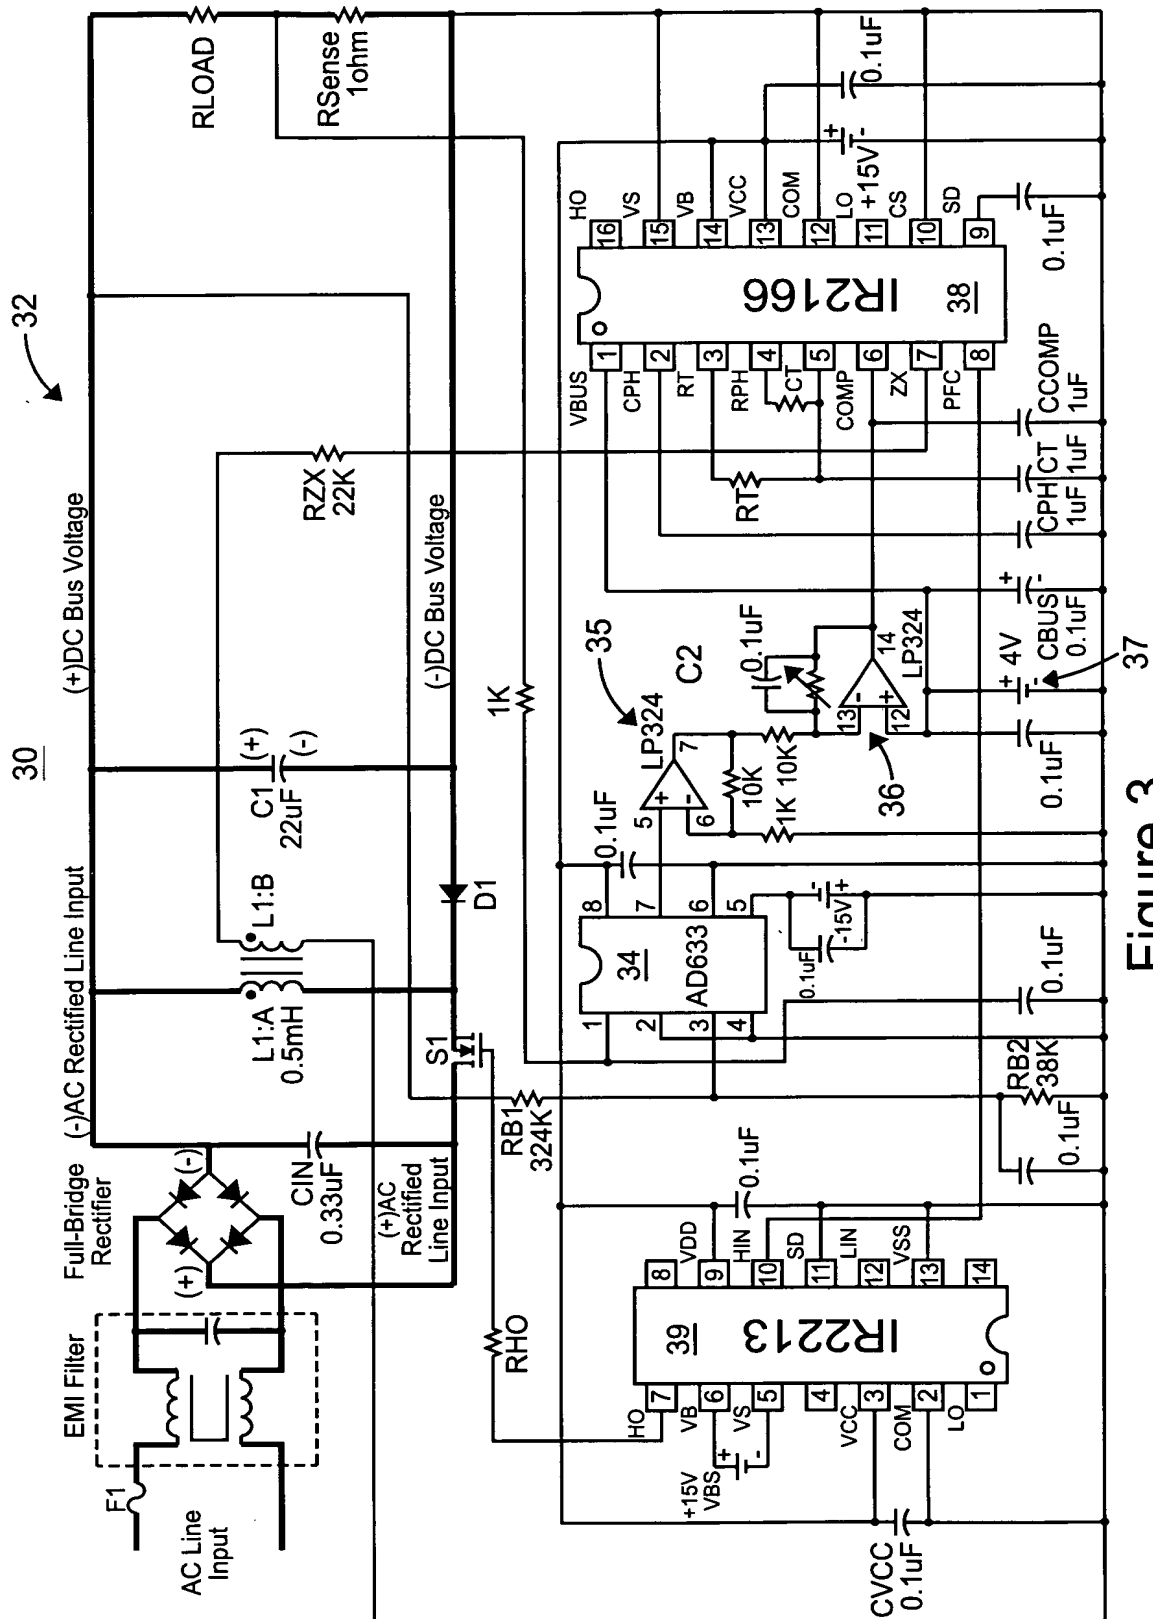 30
32
AC Line
Input
F1
EMI Filter
Full-Bridge
Rectifier
(+)
(-)
(-)AC Rectified Line Input
(+)DC Bus Voltage
CIN
0.33uF
(+)AC
Rectified
Line Input
L1:A
0.5mH
L1:B
S1
D1
C1
22uF
(+)
(-)
(-)DC Bus Voltage
RZX
22K
RLOAD
RSense
1ohm
1K
RHO
RB1
324K
RB2
38K
0.1uF
39
IR2213
HO
7
VB
6
VS
5
4
VCC
3
COM
2
LO
1
8
VDD
9
HIN
10
SD
11
LIN
12
VSS
13
14
+15V
VBS
+
-
CVCC
0.1uF
0.1uF
34
AD633
1
2
3
4
8
7
6
5
0.1uF
0.1uF
-15V
-
+
0.1uF
LP324
35
5
+
6
-
7
10K
10K
1K
C2
0.1uF
13
-
12
+
14
LP324
36
0.1uF
+
4V
-
37
+
-
CBUS
0.1uF
CPH
1uF
CT
1uF
CCOMP
1uF
RT
IR2166
38
VBUS
1
CPH
2
RT
3
RPH
4
CT
5
COMP
6
ZX
7
PFC
8
HO
16
VS
15
VB
14
VCC
13
COM
12
LO
11
CS
10
SD
9
+15V
+
-
0.1uF
0.1uF
Figure 3